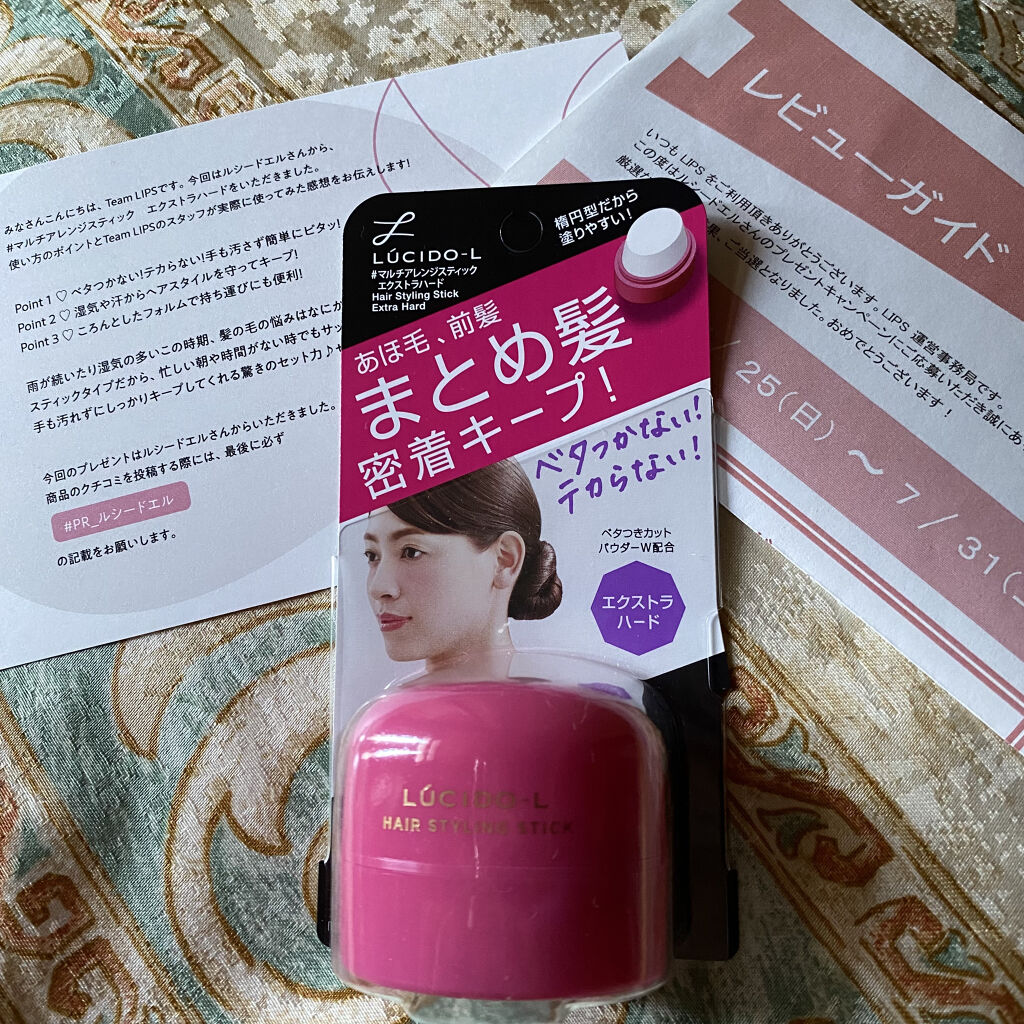 みなさんこんにちは、Team LIPSです。今回はルシードエルさんから、
#マルチアレンジスティック エクストラハードをいただきました。
使い方のポイントとTeam LIPSのスタッフが実際に使ってみた感想をお伝えします!
Point 1 ♡ ベタつかない!テカらない!手も汚さず簡単にピタッ!
Point 2 ♡ 湿気や汗からヘアスタイルを守ってキープ!
Point 3 ♡ ころんとしたフォルムで持ち運びにも便利!
雨が続いたり湿気の多いこの時期、髪の毛の悩みはなにか
スティックタイプだから、忙しい朝や時間がない時でもサッ
手も汚れずにしっかりキープしてくれる驚きのセット力♪
今回のプレゼントはルシードエルさんからいただきました。
商品のクチコミを投稿する際には、最後に必ず
#PR_ルシードエル
の記載をお願いします。
レビューガイド
いつも LIPS をご利用頂きありがとうございます。LIPS 運営事務局です。
この度はルシードエルさんのプレゼントキャンペーンにご応募いただき誠にあ
厳選な
果、ご当選となりました。おめでとうございます!
/ 25(日) ~ 7 / 31(
LÚCIDO-L
#マルチアレンジスティック
エクストラハード
Hair Styling Stick
Extra Hard
楕円型だから
塗りやすい!
あほ毛、前髪
まとめ髪
密着キープ!
ベタつかない!
テカらない!
ベタつきカット
パウダーW配合
エクストラ
ハード
LÚCIDO-L
HAIR STYLING STICK